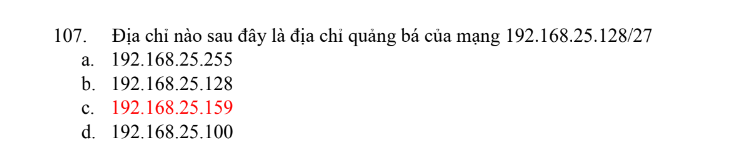 107. Địa chỉ nào sau đây là địa chỉ quảng bá của mạng 192.168.25.128/27
a. 192.168.25.255
b. 192.168.25.128
c. 192.168.25.159
d. 192.168.25.100